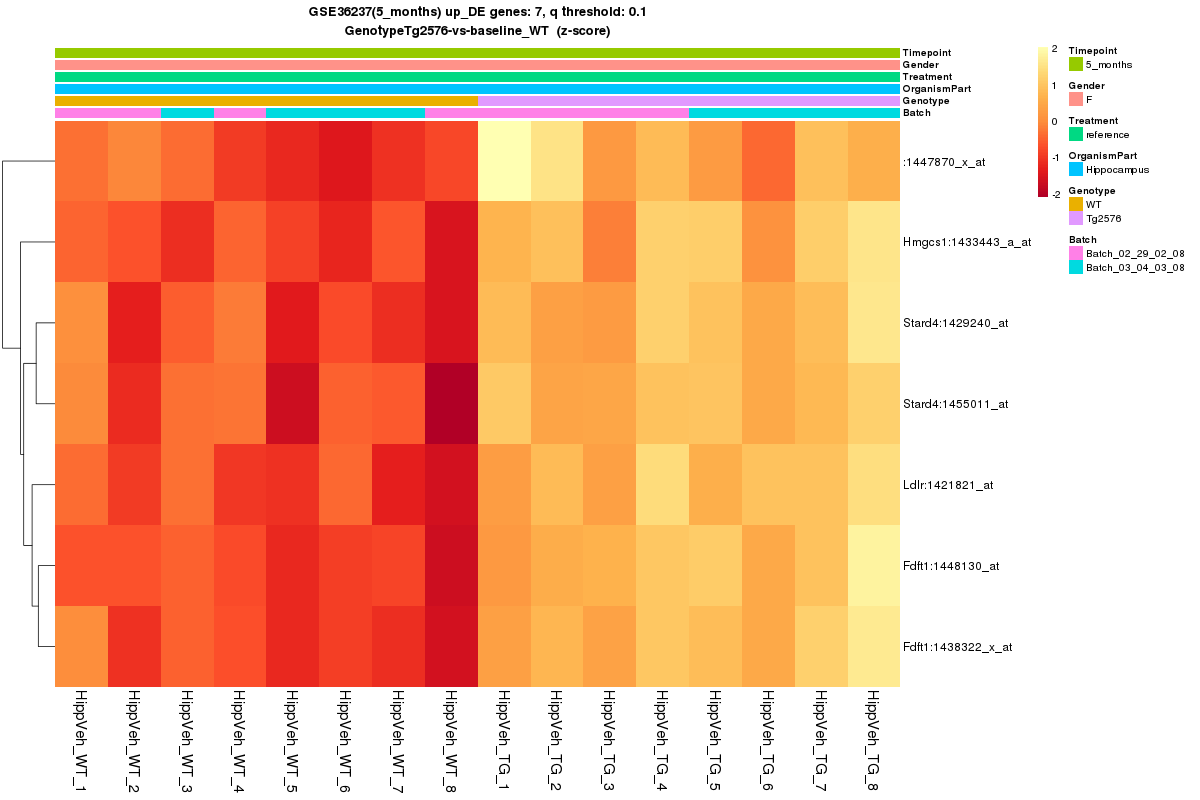 GSE36237(5_months) up_DE genes: 7, q threshold: 0.1
GenotypeTg2576-vs-baseline_WT (z-score)
Timepoint
Gender
Treatment
OrganismPart
Genotype
Batch
:1447870_x_at
Hmgcs1:1433443_a_at
Stard4:1429240_at
Stard4:1455011_at
Ldlr:1421821_at
Fdft1:1448130_at
Fdft1:1438322_x_at
HippVeh_WT_1
HippVeh_WT_2
HippVeh_WT_3
HippVeh_WT_4
HippVeh_WT_5
HippVeh_WT_6
HippVeh_WT_7
HippVeh_WT_8
HippVeh_TG_1
HippVeh_TG_2
HippVeh_TG_3
HippVeh_TG_4
HippVeh_TG_5
HippVeh_TG_6
HippVeh_TG_7
HippVeh_TG_8
2
1
0
-1
-2
Timepoint
5_months
Gender
F
Treatment
reference
OrganismPart
Hippocampus
Genotype
WT
Tg2576
Batch
Batch_02_29_02_08
Batch_03_04_03_08